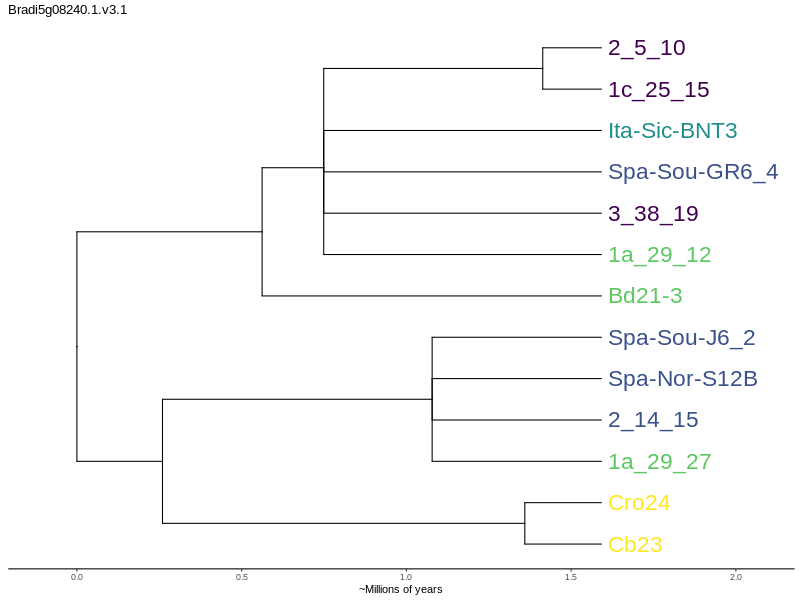 Bradi5g08240.1.v3.1
2_5_10
1c_25_15
Ita-Sic-BNT3
Spa-Sou-GR6_4
3_38_19
1a_29_12
Bd21-3
Spa-Sou-J6_2
Spa-Nor-S12B
2_14_15
1a_29_27
Cro24
Cb23
0.0 0.5 1.0 1.5 2.0
~Millions of years